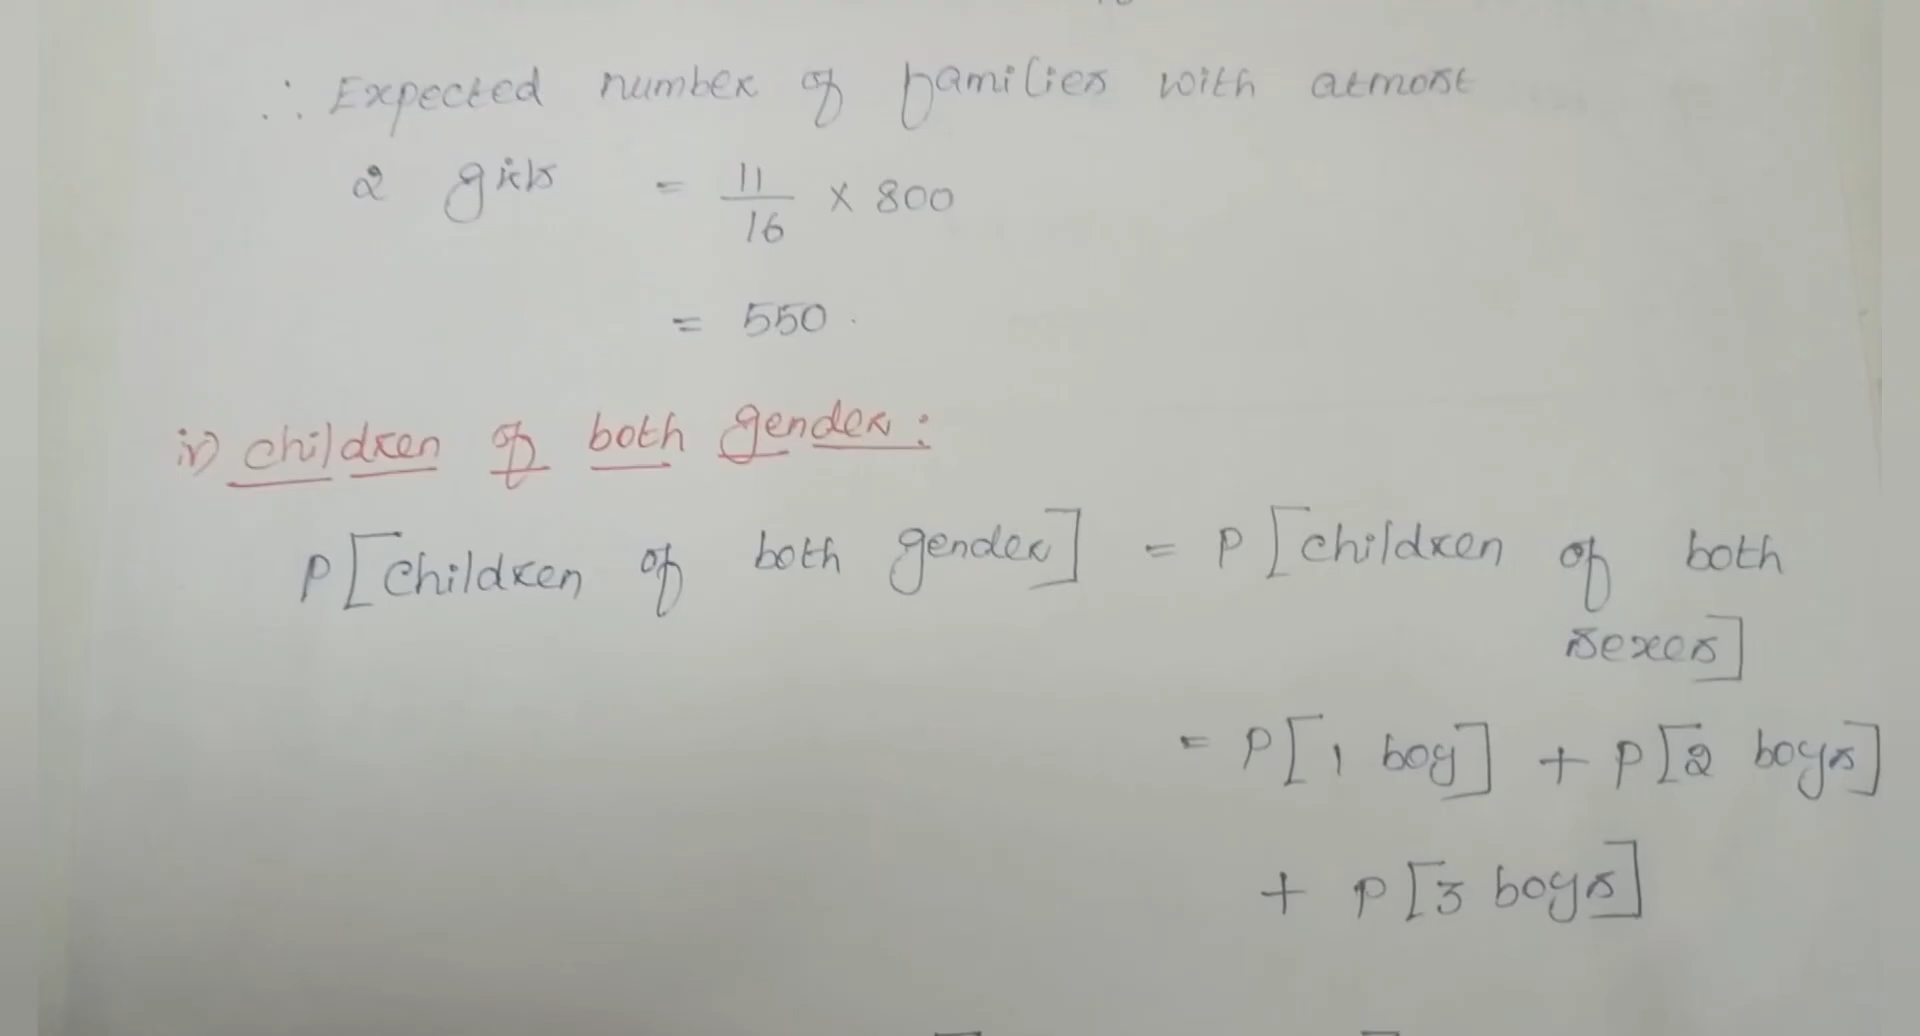 ∴ Expected number of families with atmost
2 girls = 11/16 × 800
= 550.
iv) children of both gender:
P[children of both gender] = P[children of both
sexes]
= P[1 boy] + P[2 boys]
+ P[3 boys]